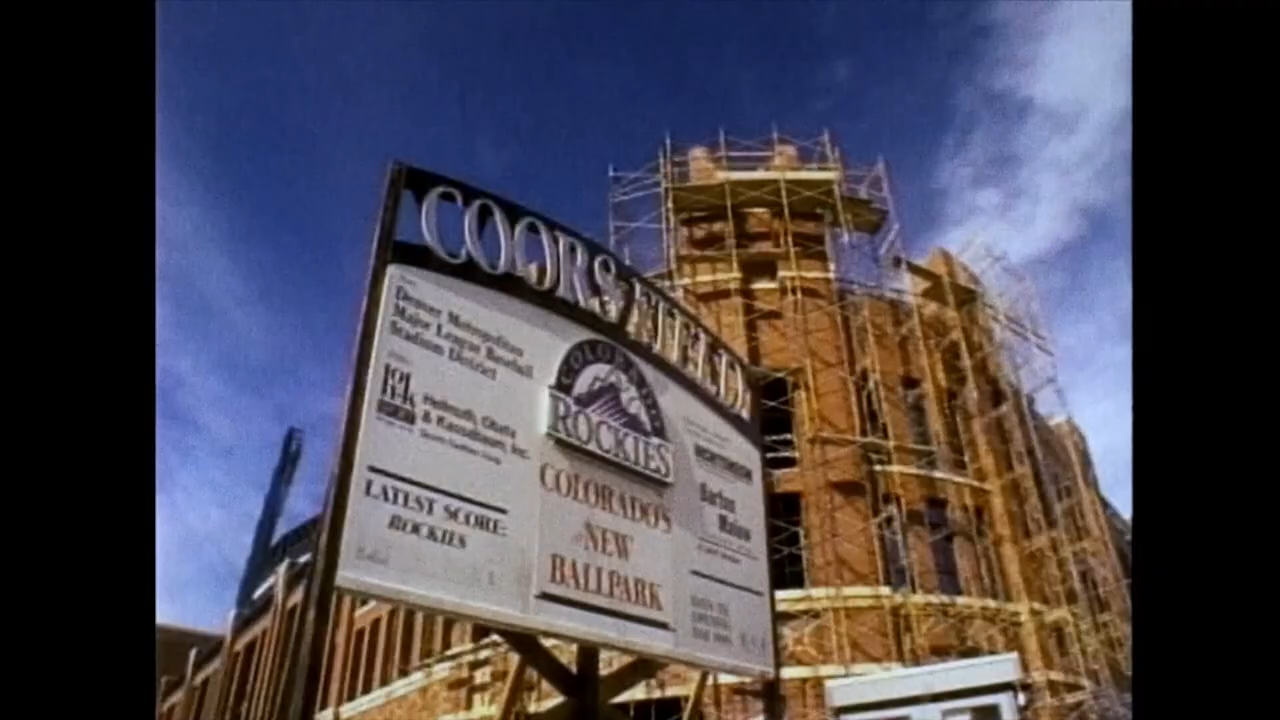 COORS FIELD
Denver Metropolitan
Major League Baseball
Stadium District
Hellmuth, Obata
& Kassabaum, Inc.
LATEST SCORE:
ROCKIES
COLORADO
ROCKIES
COLORADO'S
NEW
BALLPARK
Barton
Malow